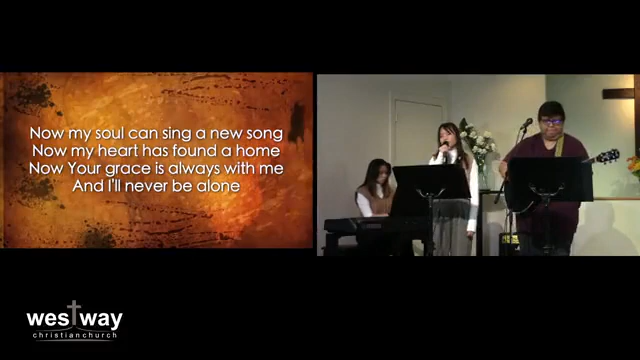 Now my soul can sing a new song
Now my heart has found a home
Now Your grace is always with me
And I'll never be alone
westway
christianchurch